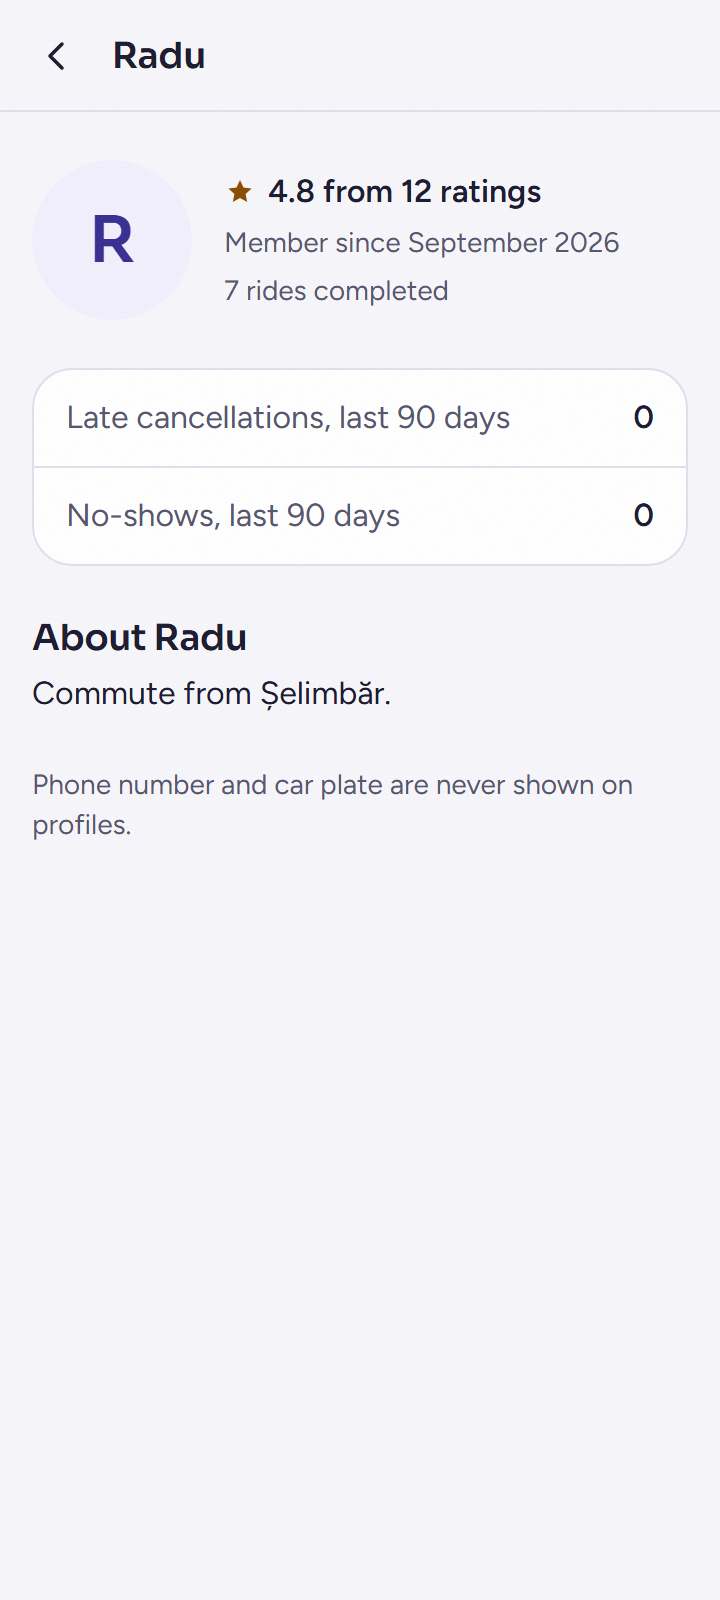 Radu
R
4.8 from 12 ratings
Member since September 2026
7 rides completed
Late cancellations, last 90 days 0
No-shows, last 90 days 0
About Radu
Commute from Șelimbăr.
Phone number and car plate are never shown on
profiles.